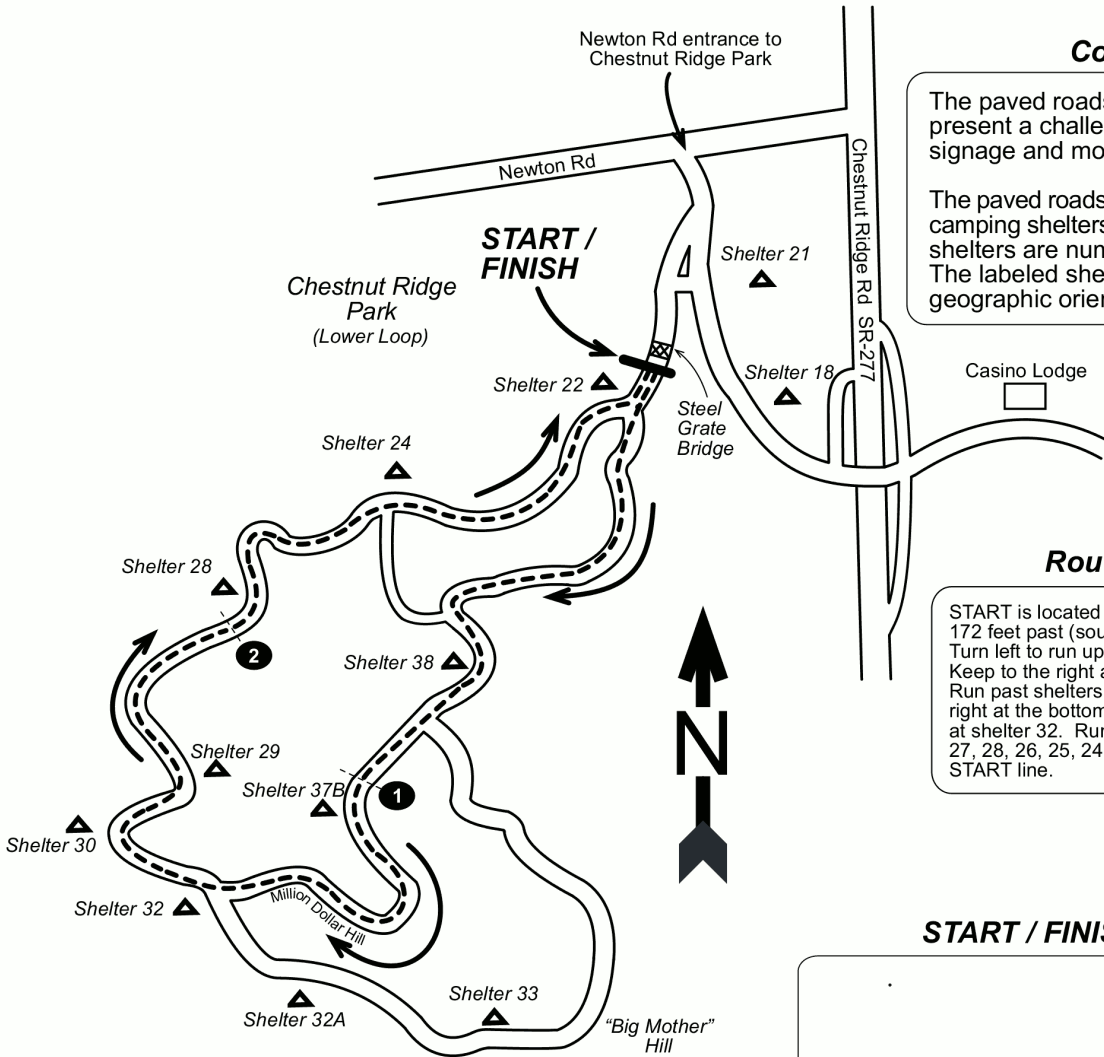 Newton Rd entrance to
Chestnut Ridge Park
Newton Rd
Chestnut Ridge Rd SR-277
START /
FINISH
Shelter 21
Chestnut Ridge
Park
(Lower Loop)
Shelter 22
Shelter 18
Steel
Grate
Bridge
Casino Lodge
Shelter 24
Shelter 28
2
Shelter 38
N
Shelter 29
Shelter 37B
1
Shelter 30
Shelter 32
Million Dollar Hill
Shelter 33
Shelter 32A
"Big Mother"
Hill
Co
The paved roads
present a challe
signage and mo
The paved roads
camping shelters
shelters are num
The labeled she
geographic orien
Rou
START is located
172 feet past (sou
Turn left to run up
Keep to the right a
Run past shelters
right at the bottom
at shelter 32. Run
27, 28, 26, 25, 24
START line.
START / FINIS